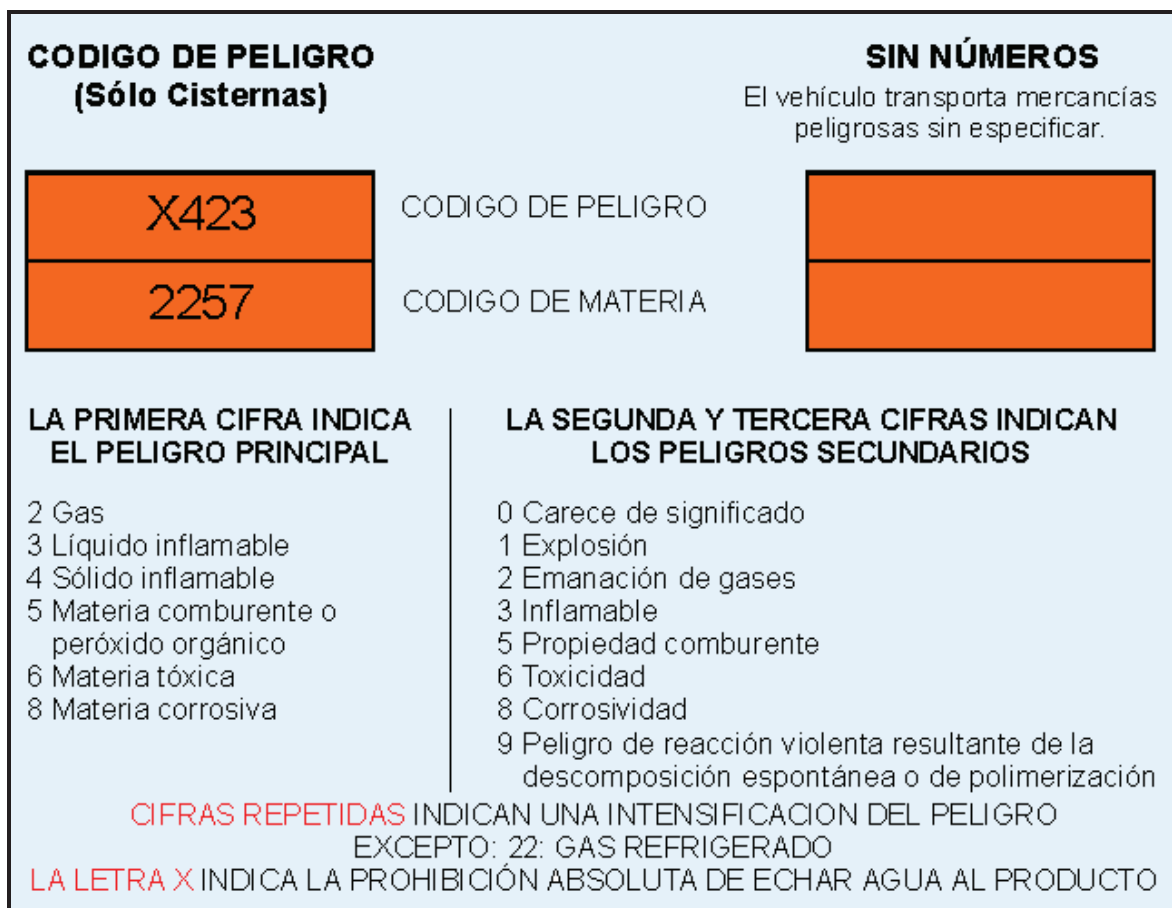 CODIGO DE PELIGRO
(Sólo Cisternas)
SIN NÚMEROS
El vehículo transporta mercancías
peligrosas sin especificar.
X423
CODIGO DE PELIGRO
2257
CODIGO DE MATERIA
LA PRIMERA CIFRA INDICA
EL PELIGRO PRINCIPAL
2 Gas
3 Líquido inflamable
4 Sólido inflamable
5 Materia comburente o
peróxido orgánico
6 Materia tóxica
8 Materia corrosiva
LA SEGUNDA Y TERCERA CIFRAS INDICAN
LOS PELIGROS SECUNDARIOS
0 Carece de significado
1 Explosión
2 Emanación de gases
3 Inflamable
5 Propiedad comburente
6 Toxicidad
8 Corrosividad
9 Peligro de reacción violenta resultante de la
descomposición espontánea o de polimerización
CIFRAS REPETIDAS INDICAN UNA INTENSIFICACION DEL PELIGRO
EXCEPTO: 22: GAS REFRIGERADO
LA LETRA X INDICA LA PROHIBICIÓN ABSOLUTA DE ECHAR AGUA AL PRODUCTO